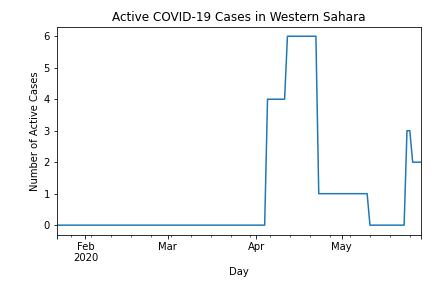 Active COVID-19 Cases in Western Sahara
Number of Active Cases
6
5
4
3
2
1
0
Feb Mar Apr May
2020
Day